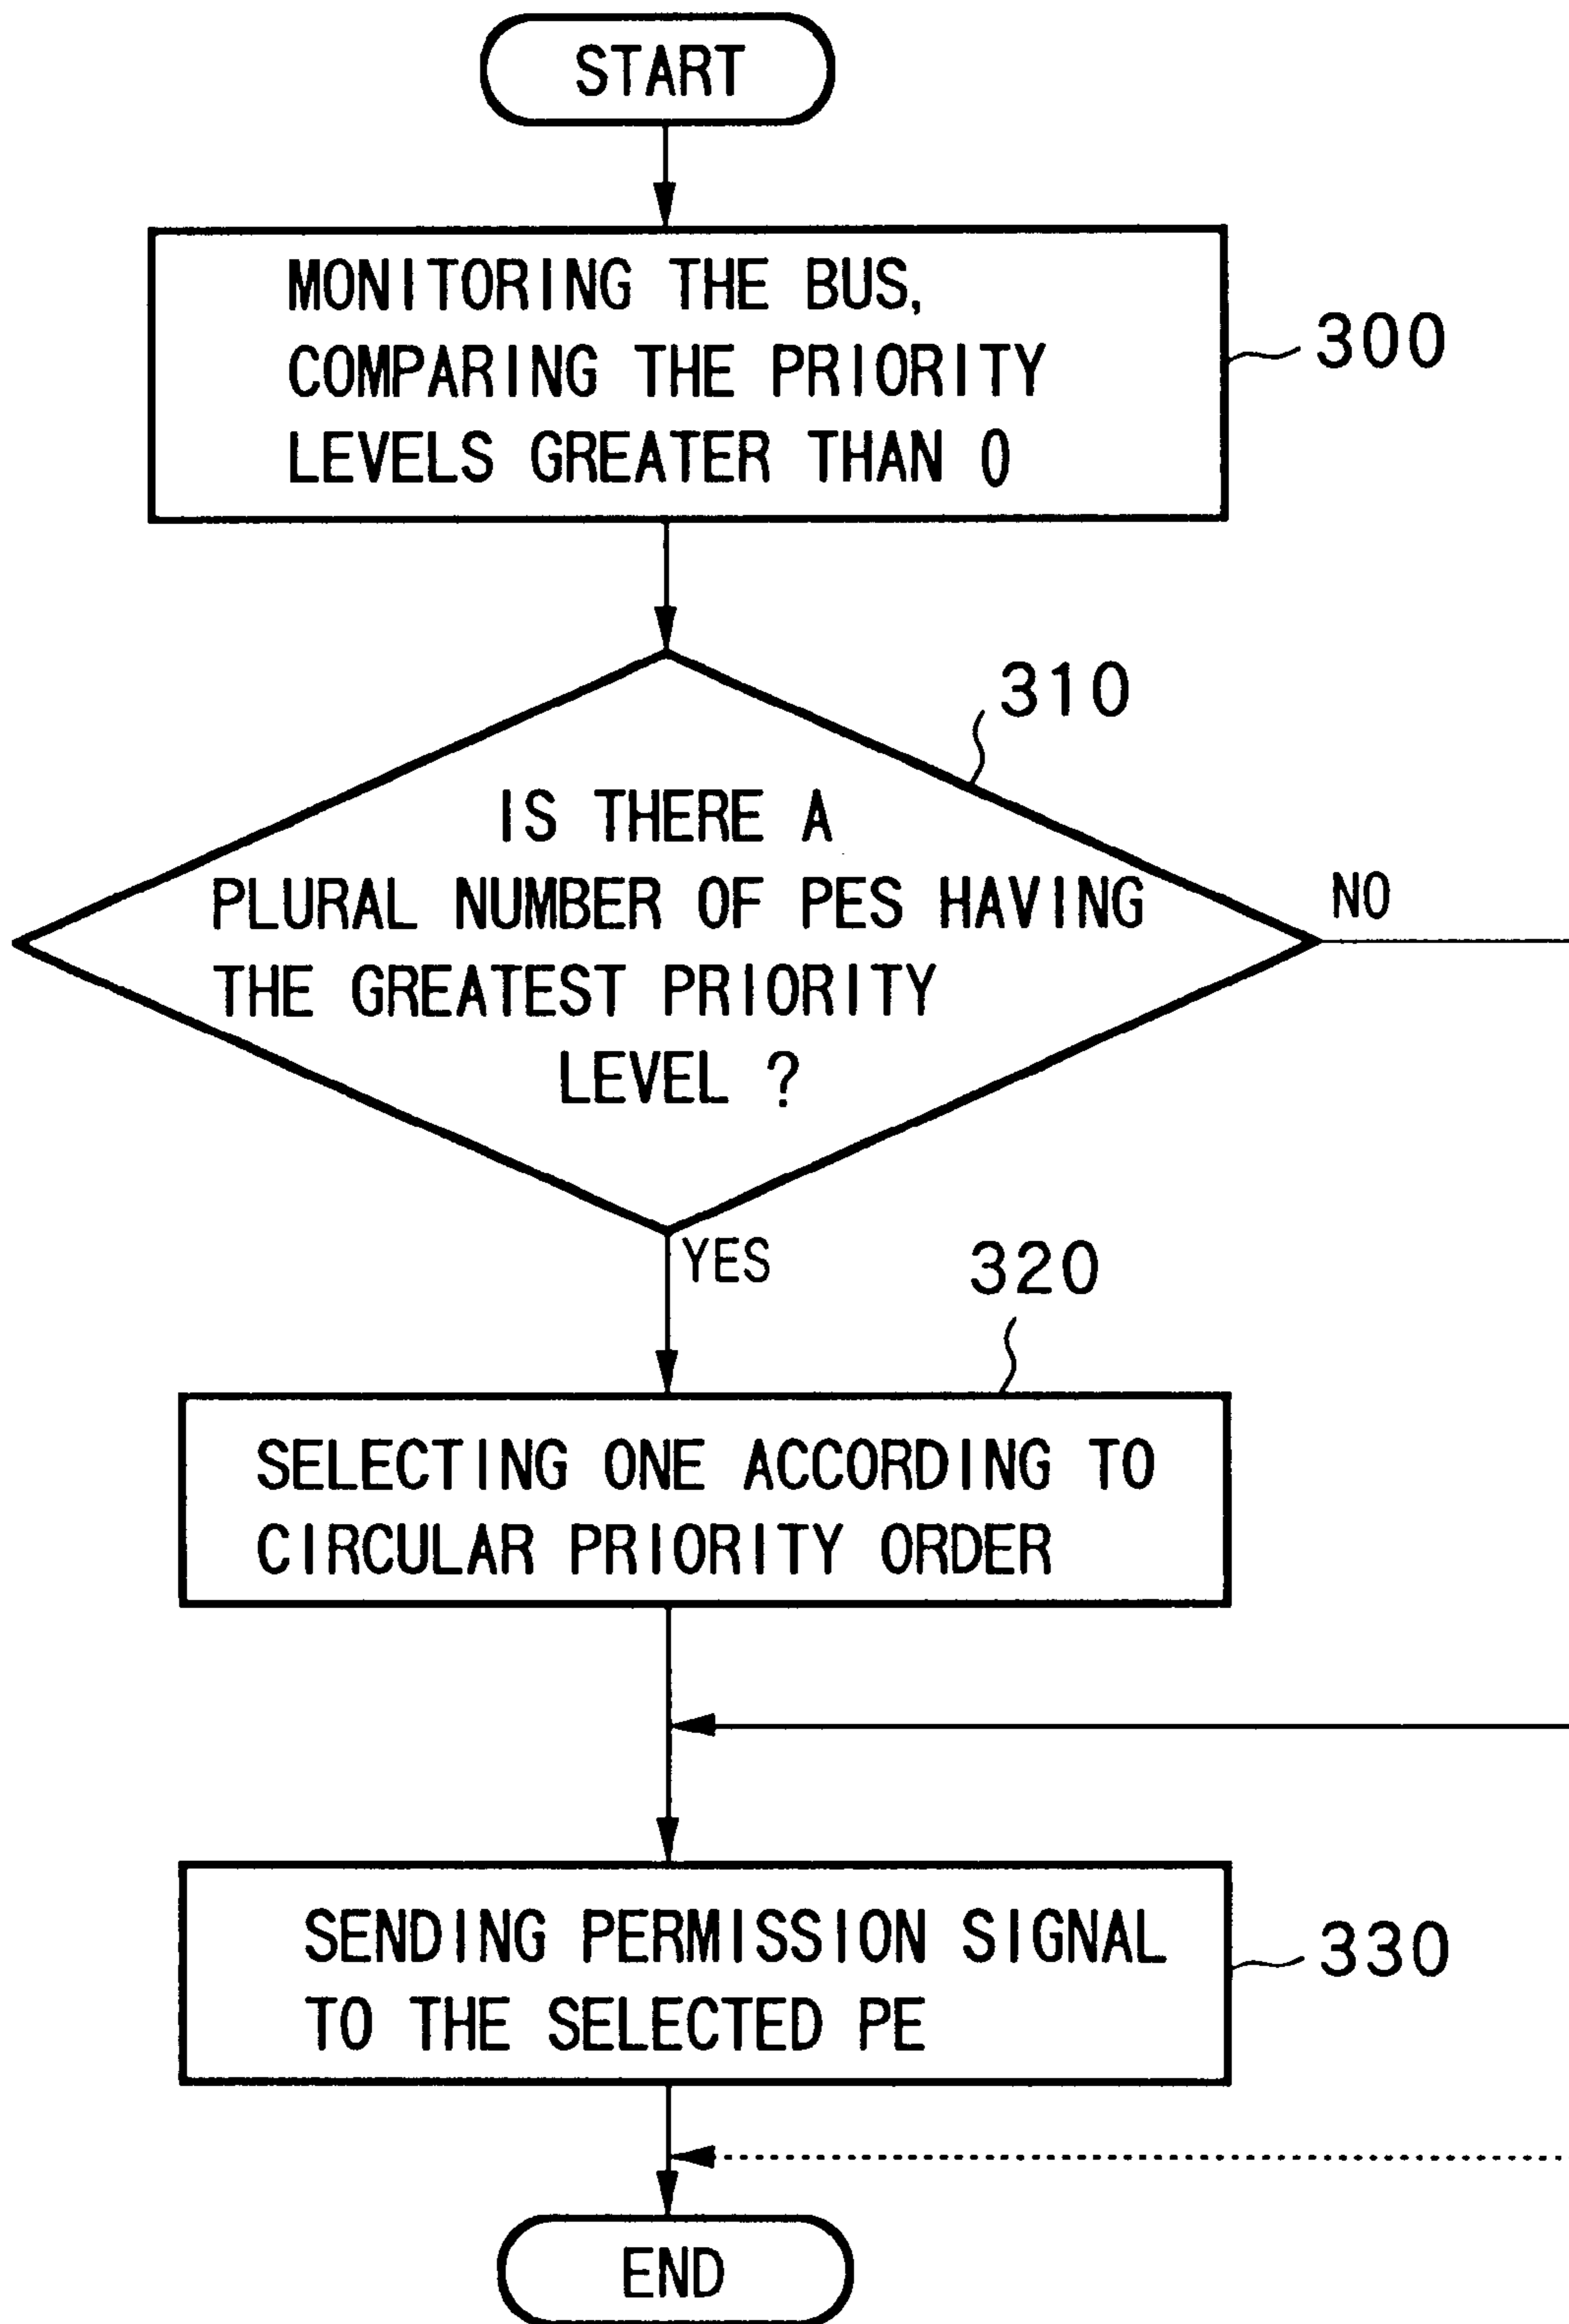 START
MONITORING THE BUS,
COMPARING THE PRIORITY
LEVELS GREATER THAN 0
300
310
IS THERE A
PLURAL NUMBER OF PES HAVING
THE GREATEST PRIORITY
LEVEL ?
NO
YES
320
SELECTING ONE ACCORDING TO
CIRCULAR PRIORITY ORDER
SENDING PERMISSION SIGNAL
TO THE SELECTED PE
330
END